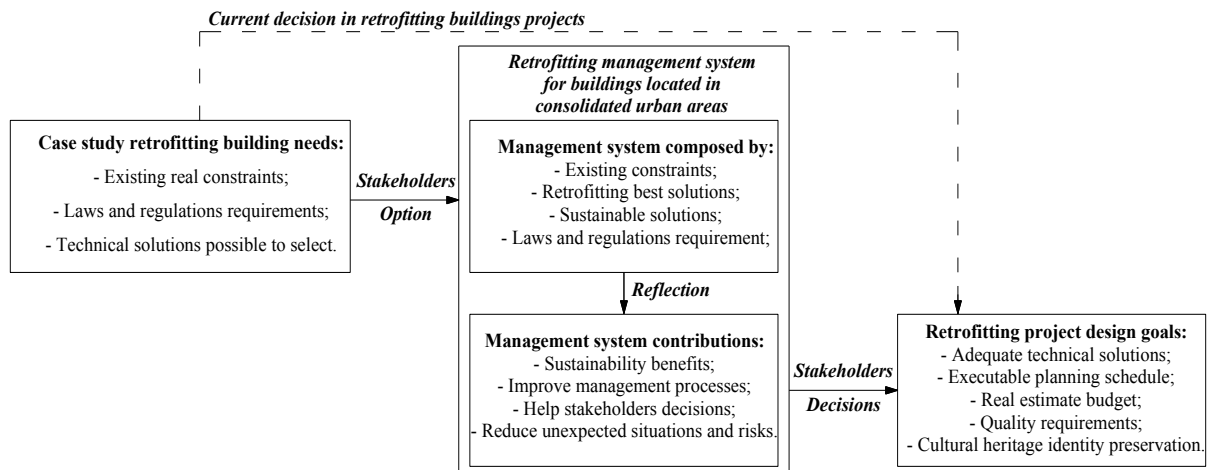 Current decision in retrofitting buildings projects
Case study retrofitting building needs:
- Existing real constraints;
- Laws and regulations requirements;
- Technical solutions possible to select.
Stakeholders
Option
Retrofitting management system
for buildings located in
consolidated urban areas
Management system composed by:
- Existing constraints;
- Retrofitting best solutions;
- Sustainable solutions;
- Laws and regulations requirement;
Reflection
Management system contributions:
- Sustainability benefits;
- Improve management processes;
- Help stakeholders decisions;
- Reduce unexpected situations and risks.
Stakeholders
Decisions
Retrofitting project design goals:
- Adequate technical solutions;
- Executable planning schedule;
- Real estimate budget;
- Quality requirements;
- Cultural heritage identity preservation.